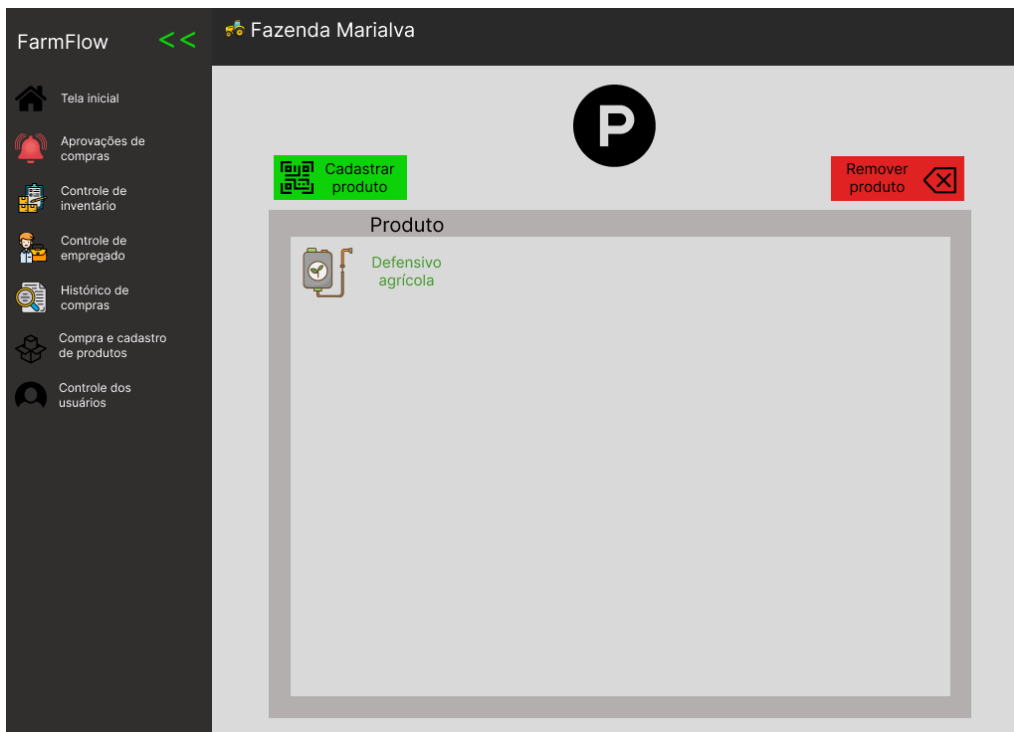 FarmFlow <<
Fazenda Marialva
Tela inicial
Aprovações de
compras
Controle de
inventário
Controle de
empregado
Histórico de
compras
Compra e cadastro
de produtos
Controle dos
usuários
P
Cadastrar
produto
Remover
produto
Produto
Defensivo
agrícola